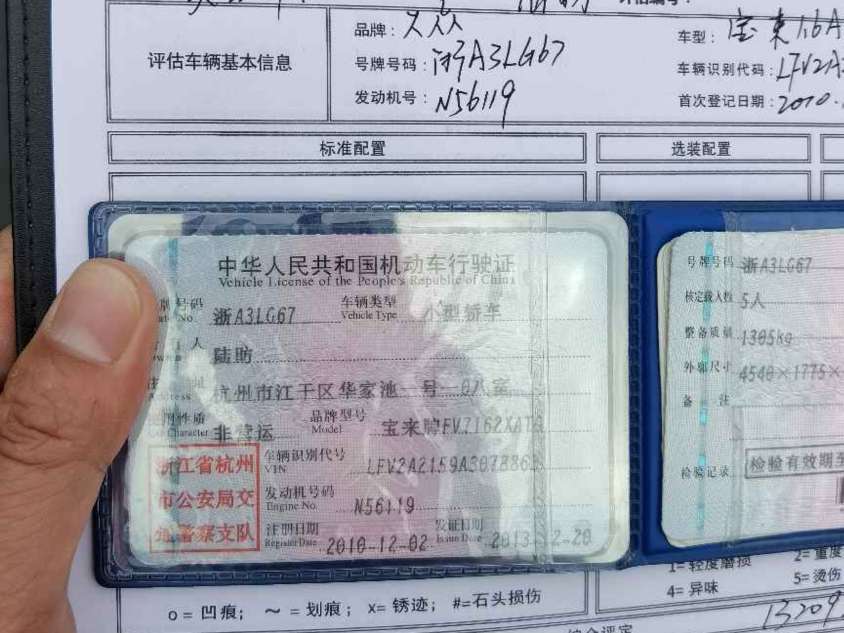 评估车辆基本信息
品牌：大众
车型：宝来1.6A
号牌号码：浙A3LG67
车辆识别代码：LFV2A
发动机号：N56119
首次登记日期：2010.
标准配置
选装配置
中华人民共和国机动车行驶证
Vehicle License of the People's Republic of China
号码 浙A3LG67 车辆类型 小型轿车
No. Vehicle Type
人 陆昉
杭州市江干区华家池一号一0八室
性质 非营运 品牌型号 宝来牌FV7162XATG
Character Model
浙江省杭州市公安局交通警察支队
车辆识别代号 LFV2A2159A307886
VIN
发动机号码 N56119
Engine No.
注册日期 2010-12-02 发证日期 2013-12-20
Register Date Issue Date
号牌号码 浙A3LG67
核定载人数 5人
整备质量 1305kg
外廓尺寸 4540×1775×
备注
检验记录 检验有效期至
1=轻度磨损 2=重度
4=异味 5=烫伤
o=凹痕； ～=划痕； x=锈迹； #=石头损伤
综合评定
13209